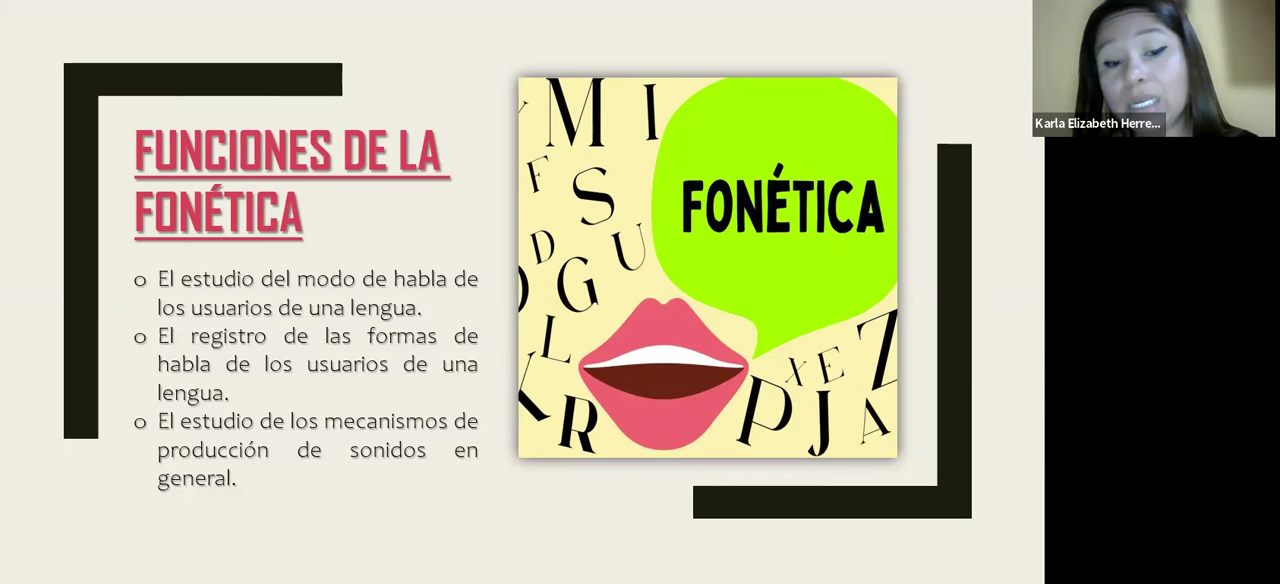 FUNCIONES DE LA
FONÉTICA
o El estudio del modo de habla de
los usuarios de una lengua.
o El registro de las formas de
habla de los usuarios de una
lengua.
o El estudio de los mecanismos de
producción de sonidos en
general.
M I
F S
D G U
L
K R
FONÉTICA
X E Z
P J A
Karla Elizabeth Herre...